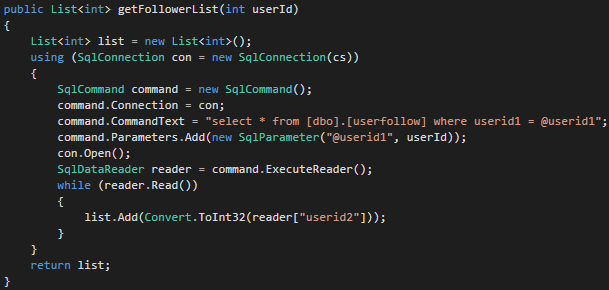 public List<int> getFollowerList(int userId)
{
    List<int> list = new List<int>();
    using (SqlConnection con = new SqlConnection(cs))
    {
        SqlCommand command = new SqlCommand();
        command.Connection = con;
        command.CommandText = "select * from [dbo].[userfollow] where userid1 = @userid1";
        command.Parameters.Add(new SqlParameter("@userid1", userId));
        con.Open();
        SqlDataReader reader = command.ExecuteReader();
        while (reader.Read())
        {
            list.Add(Convert.ToInt32(reader["userid2"]));
        }
    }
    return list;
}